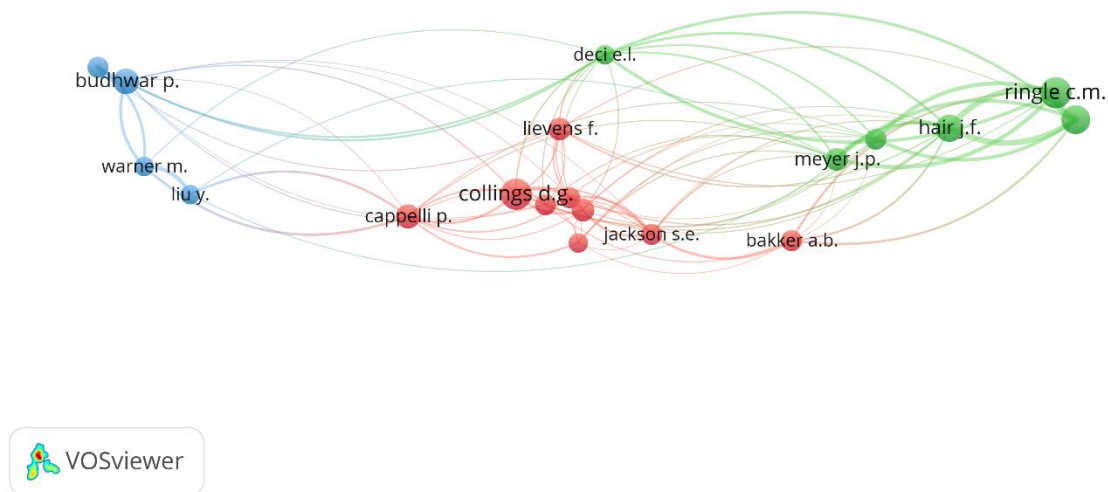 deci e.l.
budhwar p.
ringle c.m.
lievens f.
hair j.f.
meyer j.p.
warner m.
liu y.
collings d.g.
cappelli p.
jackson s.e.
bakker a.b.
VOSviewer